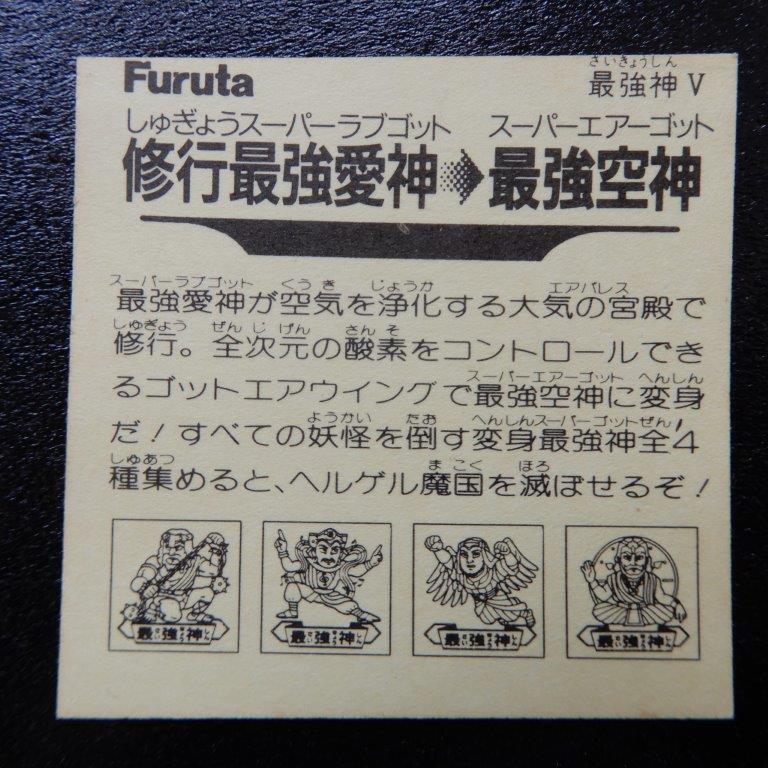 Furuta
さいきょうしん
最強神V
しゅぎょうスーパーラブゴット スーパーエアーゴット
修行最強愛神➡最強空神
スーパーラブゴット くうき じょうか エアパレス
最強愛神が空気を浄化する大気の宮殿で
しゅぎょう ぜんじげん さんそ
修行。全次元の酸素をコントロールでき
スーパーエアーゴット へんしん
るゴットエアウイングで最強空神に変身
ようかい たお へんしんスーパーゴットぜん
だ!すべての妖怪を倒す変身最強神全4
しゅあつ まこく ほろ
種集めると、ヘルゲル魔国を滅ぼせるぞ!
最強神 最強神 最強神 最強神